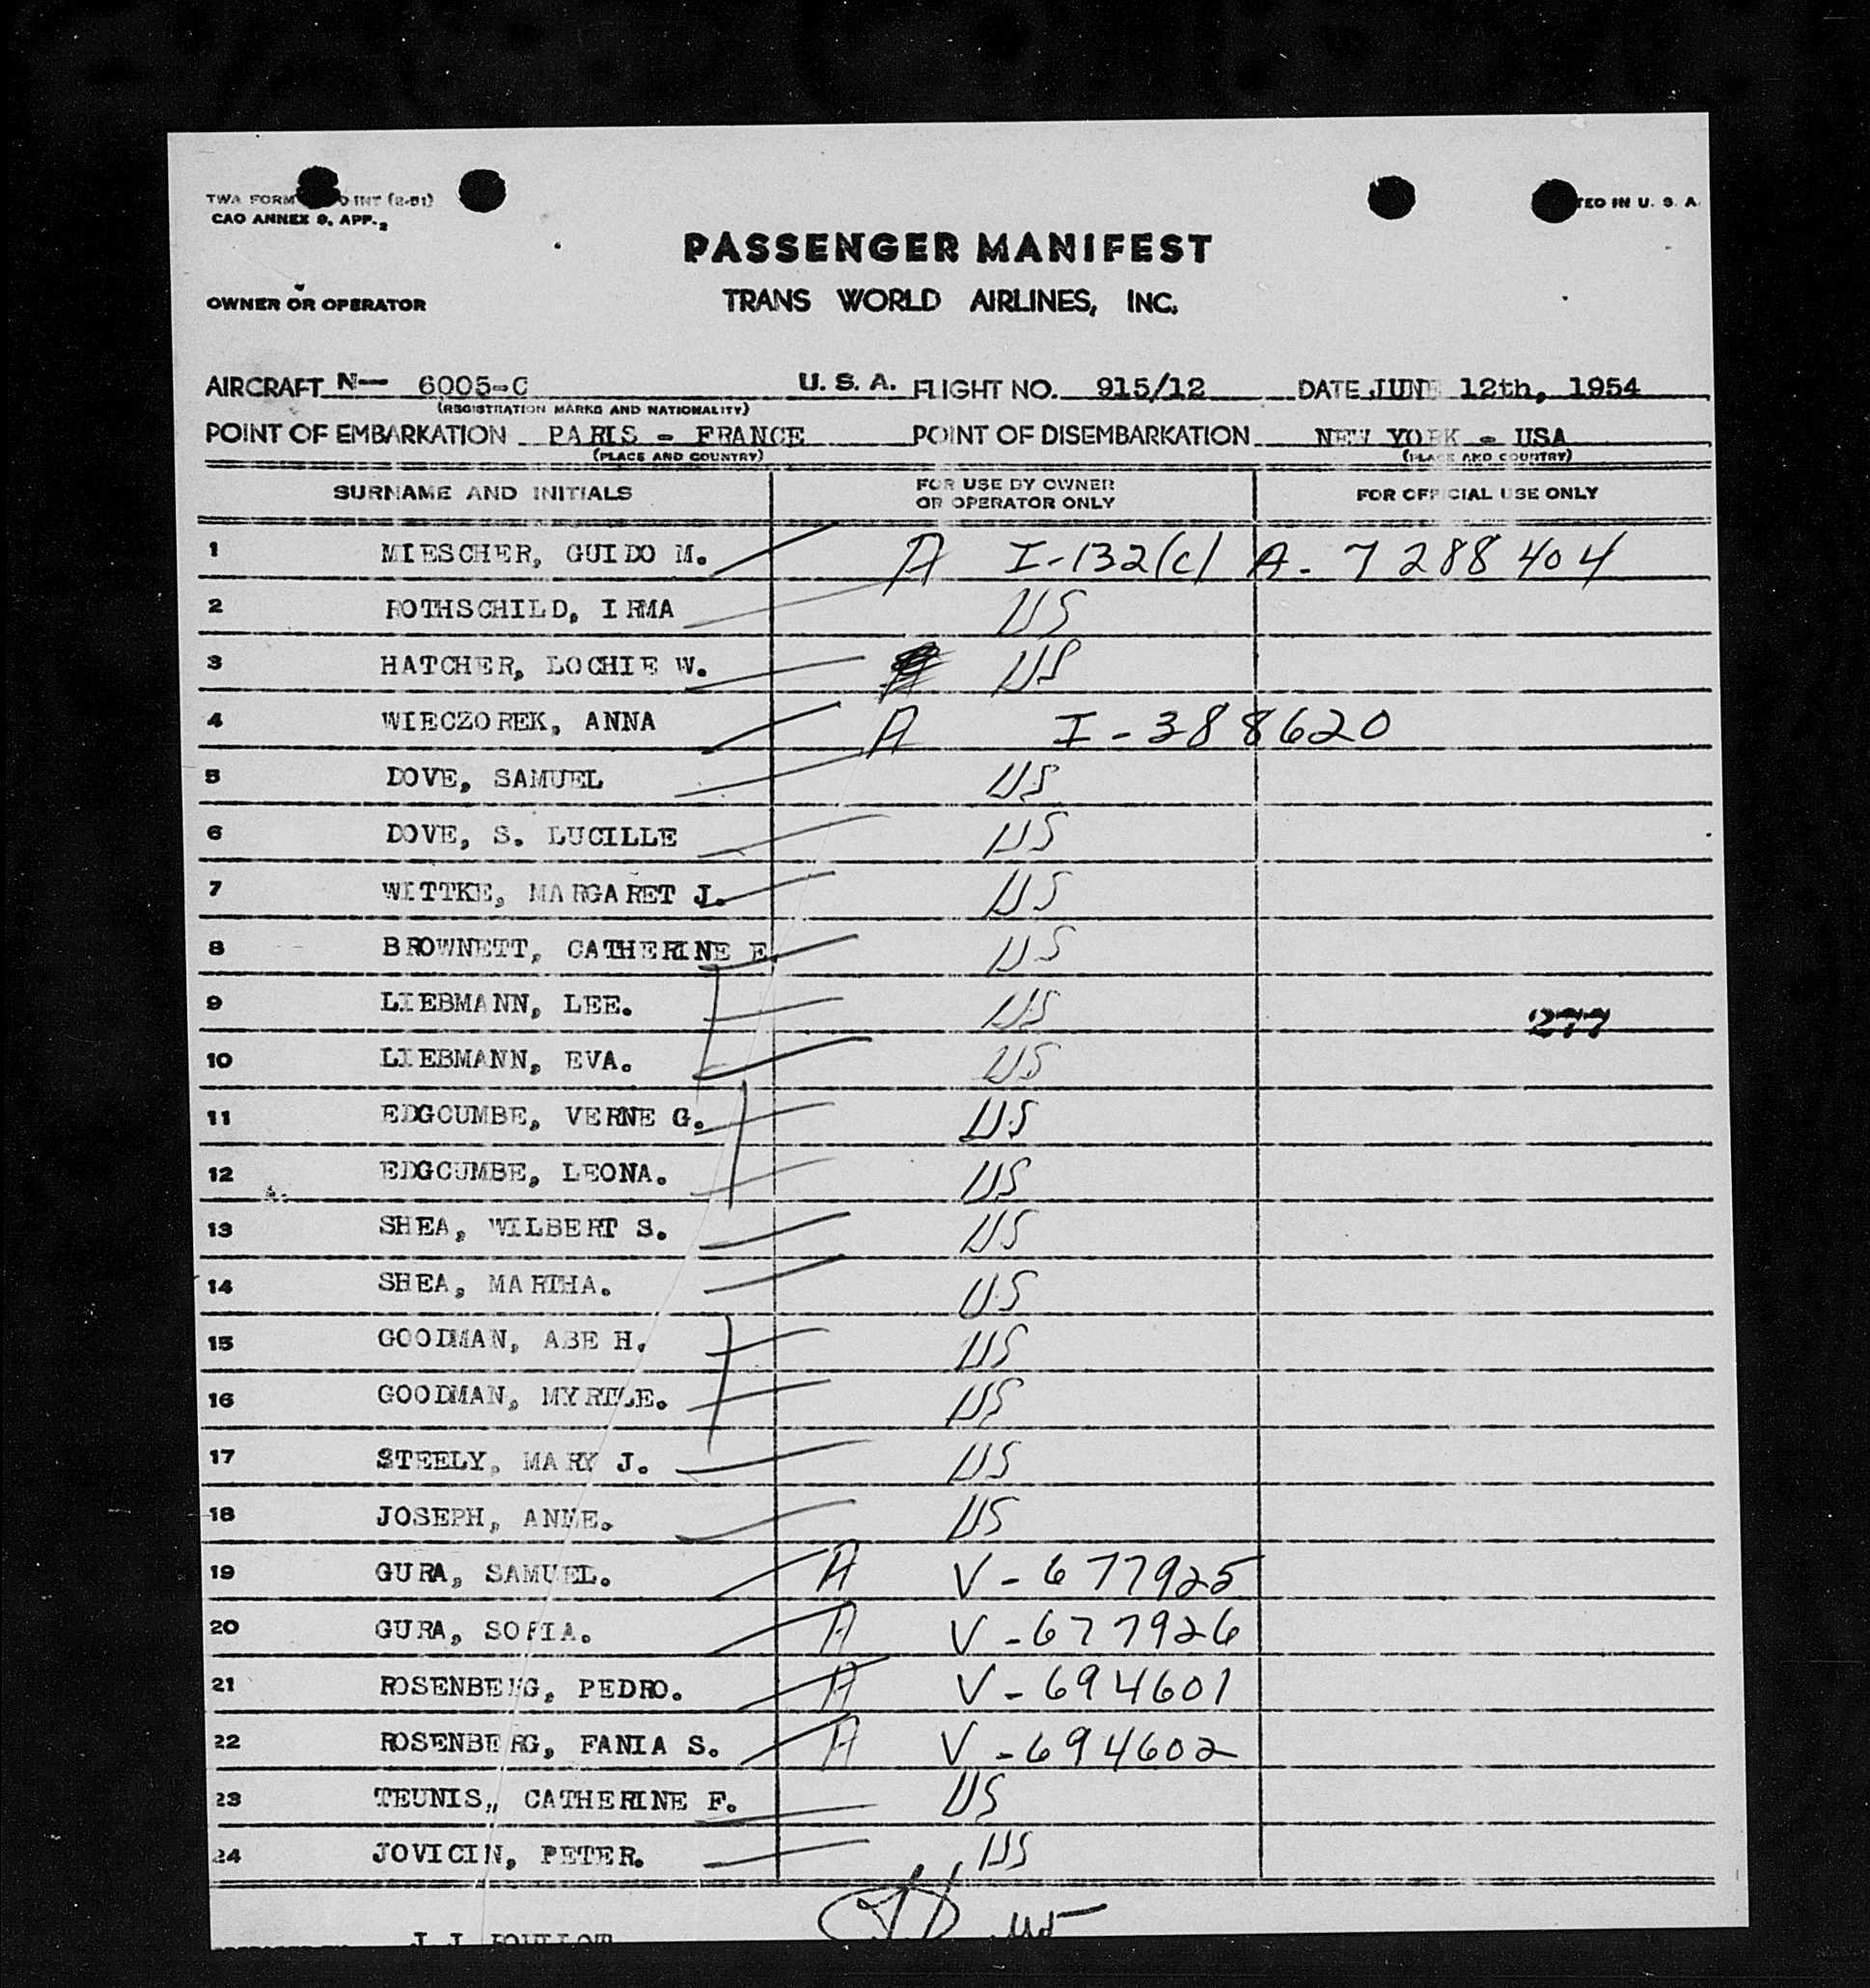 TWA FORM INT (2-51)
CAO ANNEX 9, APP. 2
TED IN U. S. A.
PASSENGER MANIFEST
OWNER OR OPERATOR TRANS WORLD AIRLINES, INC.
AIRCRAFT N— 6005-C U. S. A. FLIGHT NO. 915/12 DATE JUNE 12th, 1954
(REGISTRATION MARKS AND NATIONALITY)
POINT OF EMBARKATION PARIS - FRANCE POINT OF DISEMBARKATION NEW YORK - USA
(PLACE AND COUNTRY) (PLACE AND COUNTRY)
SURNAME AND INITIALS FOR USE BY OWNER OR OPERATOR ONLY FOR OFFICIAL USE ONLY
1 MIESCHER, GUIDO M. A I-132(c) A-7288404
2 ROTHSCHILD, IRMA US
3 HATCHER, LOCHIE W. US
4 WIECZOREK, ANNA A I-388620
5 DOVE, SAMUEL US
6 DOVE, S. LUCILLE US
7 WITTKE, MARGARET J. US
8 BROWNETT, CATHERINE E. US
9 LIEBMANN, LEE. US
10 LIEBMANN, EVA. US
11 EDGCUMBE, VERNE G. US
12 EDGCUMBE, LEONA. US
13 SHEA, WILBERT S. US
14 SHEA, MARTHA. US
15 GOODMAN, ABE H. US
16 GOODMAN, MYRTLE. US
17 STEELY, MARY J. US
18 JOSEPH, ANNE. US
19 GURA, SAMUEL. A V-677925
20 GURA, SOFIA. A V-677926
21 ROSENBERG, PEDRO. A V-694601
22 ROSENBERG, FANIA S. A V-694602
23 TEUNIS, CATHERINE F. US
24 JOVICIN, PETER. US